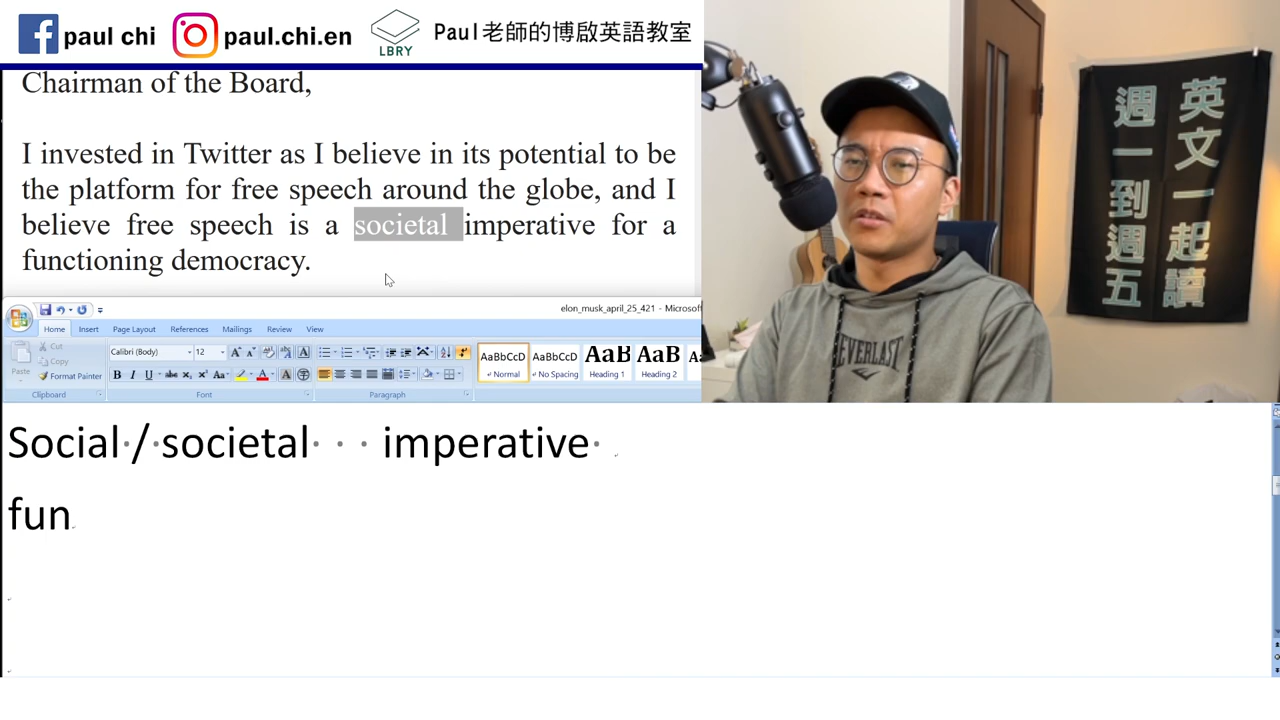 paul chi paul.chi.en LBRY Paul老師的博啟英語教室
Chairman of the Board,
I invested in Twitter as I believe in its potential to be
the platform for free speech around the globe, and I
believe free speech is a societal imperative for a
functioning democracy.
elon_musk_april_25_421 - Microsoft
Home Insert Page Layout References Mailings Review View
Cut
Copy
Paste
Format Painter
Clipboard
Calibri (Body) 12
Font
Paragraph
AaBbCcD AaBbCcD AaB AaB
Normal No Spacing Heading 1 Heading 2
Social / societal imperative
fun
英文一起讀
週一到週五
EVERLAST